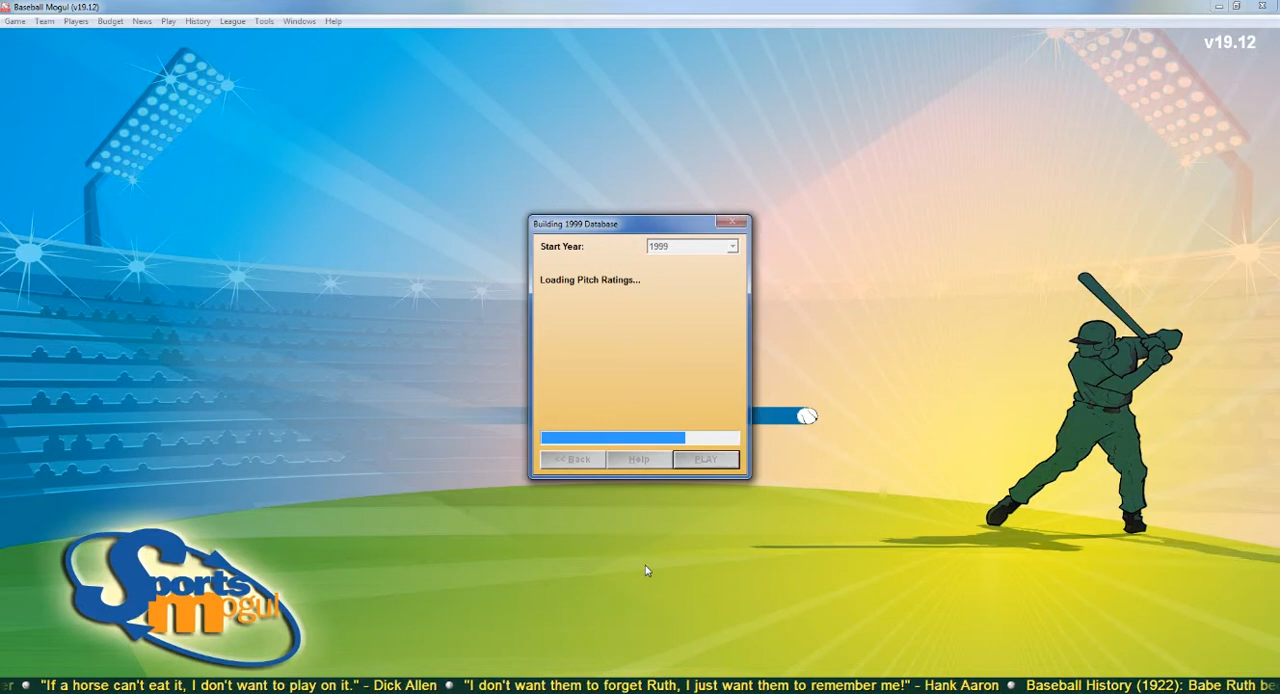 Baseball Mogul (v19.12)
Game Team Players Budget News Play History League Tools Windows Help
v19.12
Building 1999 Database
Start Year: 1999
Loading Pitch Ratings...
<< Back Help PLAY
Sports
mogul
"If a horse can't eat it, I don't want to play on it." - Dick Allen "I don't want them to forget Ruth, I just want them to remember me!" - Hank Aaron Baseball History (1922): Babe Ruth be